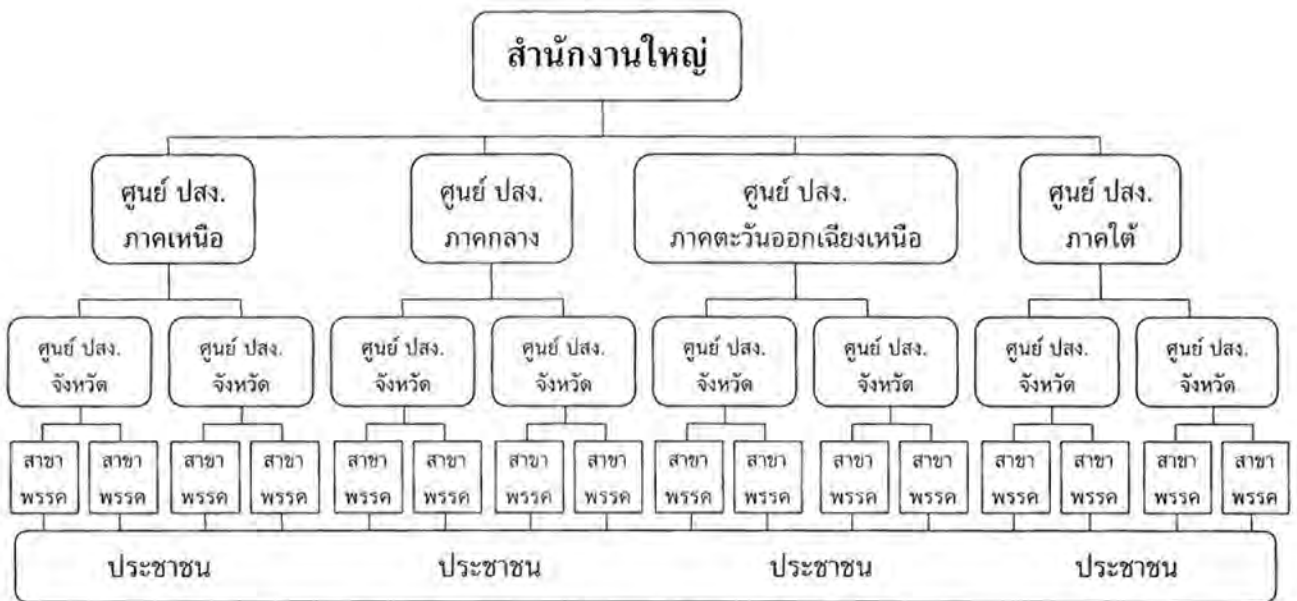 สำนักงานใหญ่
ศูนย์ ปสง. ศูนย์ ปสง. ศูนย์ ปสง. ศูนย์ ปสง.
ภาคเหนือ ภาคกลาง ภาคตะวันออกเฉียงเหนือ ภาคใต้
ศูนย์ ปสง. ศูนย์ ปสง. ศูนย์ ปสง. ศูนย์ ปสง. ศูนย์ ปสง. ศูนย์ ปสง. ศูนย์ ปสง. ศูนย์ ปสง.
จังหวัด จังหวัด จังหวัด จังหวัด จังหวัด จังหวัด จังหวัด จังหวัด
สาขา สาขา สาขา สาขา สาขา สาขา สาขา สาขา สาขา สาขา สาขา สาขา สาขา สาขา สาขา สาขา
พรรค พรรค พรรค พรรค พรรค พรรค พรรค พรรค พรรค พรรค พรรค พรรค พรรค พรรค พรรค พรรค
ประชาชน ประชาชน ประชาชน ประชาชน